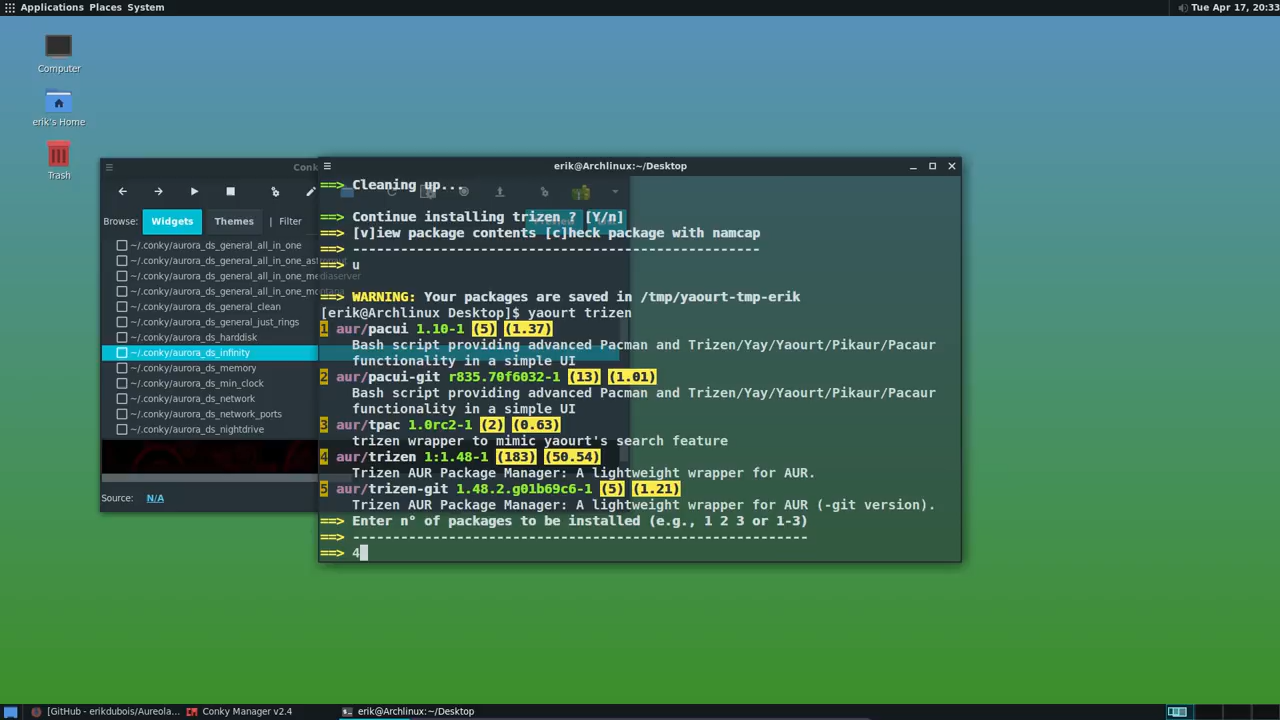 Applications Places System
Tue Apr 17, 20:33
Computer
erik's Home
Trash
Conk
Browse: Widgets Themes | Filter
~/.conky/aurora_ds_general_all_in_one
~/.conky/aurora_ds_general_all_in_one_astronaut
~/.conky/aurora_ds_general_all_in_one_mediaserver
~/.conky/aurora_ds_general_all_in_one_montana
~/.conky/aurora_ds_general_clean
~/.conky/aurora_ds_general_just_rings
~/.conky/aurora_ds_harddisk
~/.conky/aurora_ds_infinity
~/.conky/aurora_ds_memory
~/.conky/aurora_ds_min_clock
~/.conky/aurora_ds_network
~/.conky/aurora_ds_network_ports
~/.conky/aurora_ds_nightdrive
Source: N/A
erik@Archlinux:~/Desktop
==> Cleaning up...
==> Continue installing trizen ? [Y/n]
==> [v]iew package contents [c]heck package with namcap
==> ---------------------------------------------------
==> u
==> WARNING: Your packages are saved in /tmp/yaourt-tmp-erik
[erik@Archlinux Desktop]$ yaourt trizen
1 aur/pacui 1.10-1 (5) (1.37)
Bash script providing advanced Pacman and Trizen/Yay/Yaourt/Pikaur/Pacaur
functionality in a simple UI
2 aur/pacui-git r835.70f6032-1 (13) (1.01)
Bash script providing advanced Pacman and Trizen/Yay/Yaourt/Pikaur/Pacaur
functionality in a simple UI
3 aur/tpac 1.0rc2-1 (2) (0.63)
trizen wrapper to mimic yaourt's search feature
4 aur/trizen 1:1.48-1 (183) (50.54)
Trizen AUR Package Manager: A lightweight wrapper for AUR.
5 aur/trizen-git 1.48.2.g01b69c6-1 (5) (1.21)
Trizen AUR Package Manager: A lightweight wrapper for AUR (-git version).
==> Enter n° of packages to be installed (e.g., 1 2 3 or 1-3)
==> ---------------------------------------------------------
==> 4
[GitHub - erikdubois/Aureola...
Conky Manager v2.4
erik@Archlinux:~/Desktop